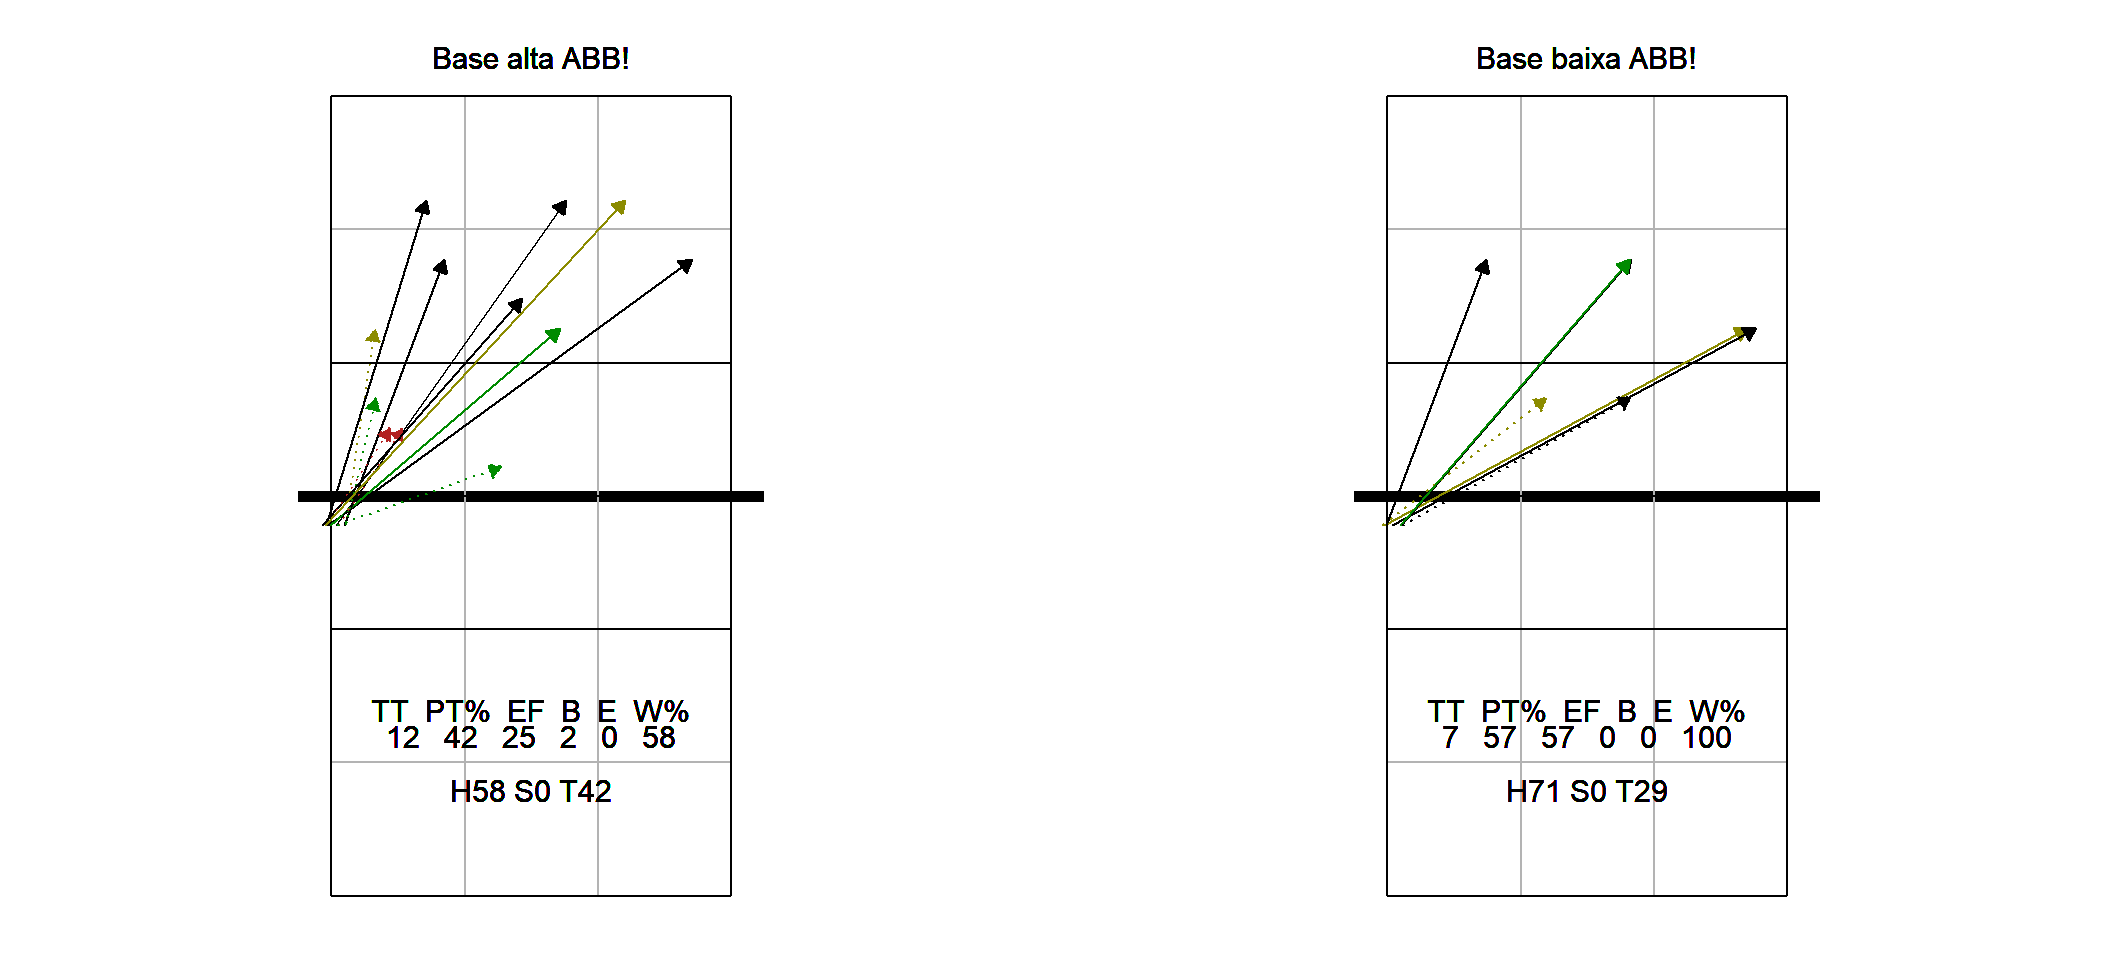 Base alta ABB!
TT PT% EF B E W%
12 42 25 2 0 58
H58 S0 T42
Base baixa ABB!
TT PT% EF B E W%
7 57 57 0 0 100
H71 S0 T29